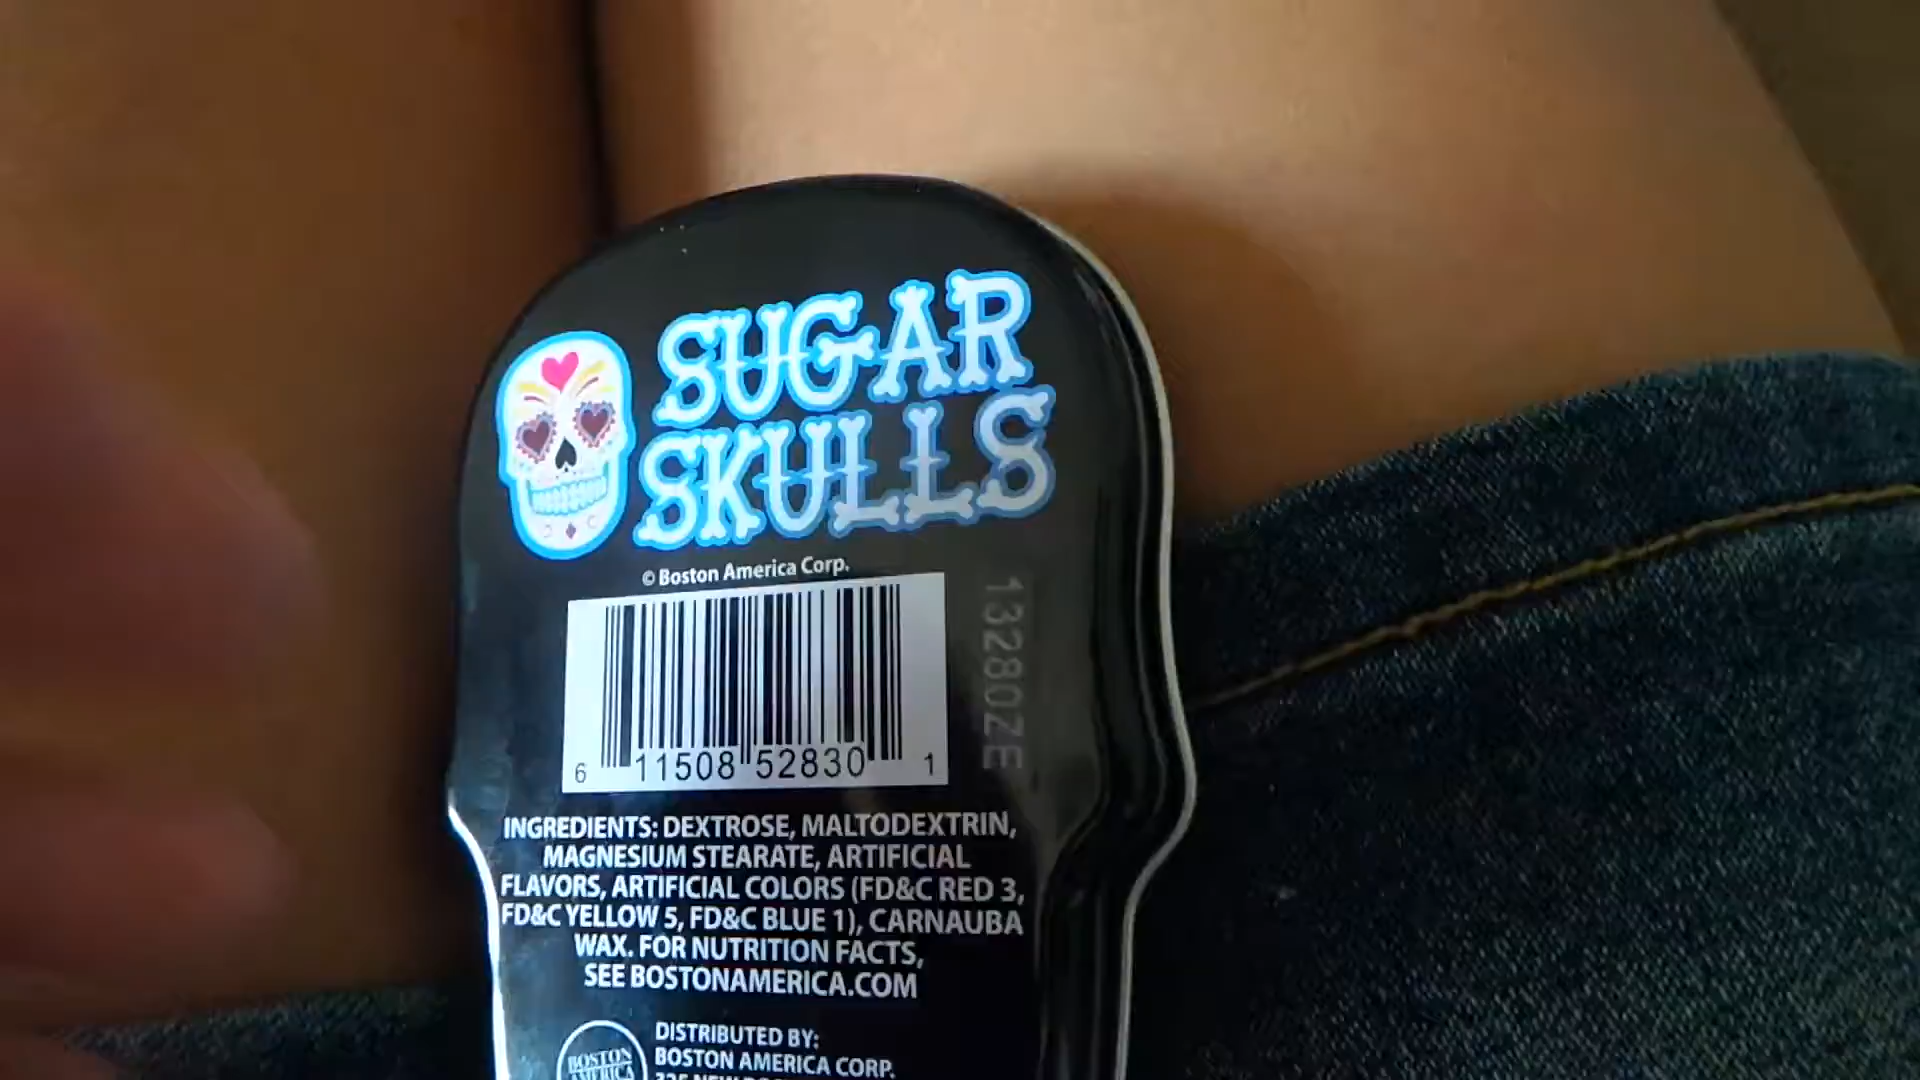 SUGAR
SKULLS
© Boston America Corp.
13280ZE
6 11508 52830 1
INGREDIENTS: DEXTROSE, MALTODEXTRIN,
MAGNESIUM STEARATE, ARTIFICIAL
FLAVORS, ARTIFICIAL COLORS (FD&C RED 3,
FD&C YELLOW 5, FD&C BLUE 1), CARNAUBA
WAX. FOR NUTRITION FACTS,
SEE BOSTONAMERICA.COM
BOSTON
AMERICA
DISTRIBUTED BY:
BOSTON AMERICA CORP.